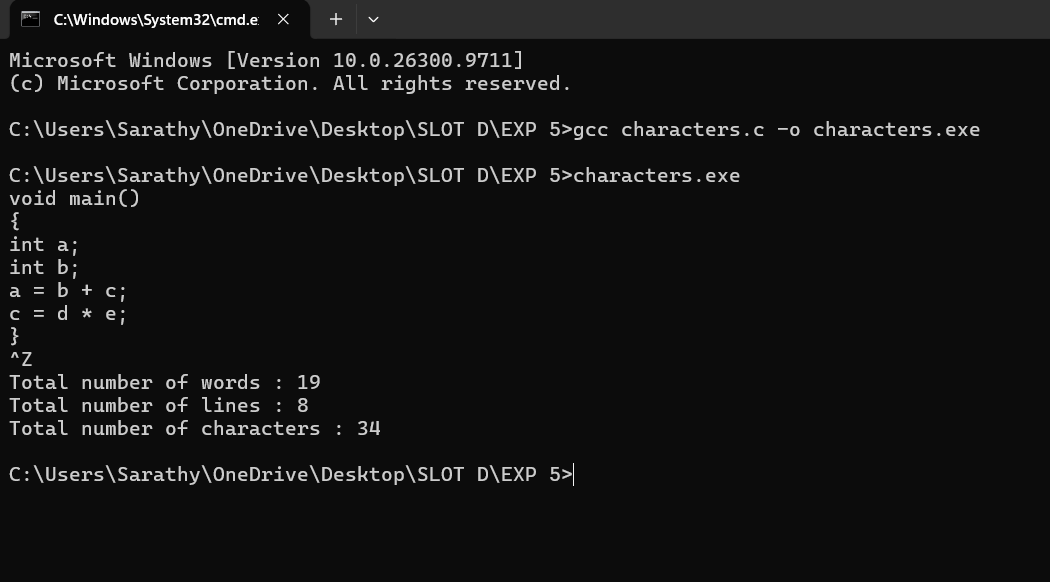 C:\Windows\System32\cmd.e
Microsoft Windows [Version 10.0.26300.9711]
(c) Microsoft Corporation. All rights reserved.
C:\Users\Sarathy\OneDrive\Desktop\SLOT D\EXP 5>gcc characters.c -o characters.exe
C:\Users\Sarathy\OneDrive\Desktop\SLOT D\EXP 5>characters.exe
void main()
{
int a;
int b;
a = b + c;
c = d * e;
}
^Z
Total number of words : 19
Total number of lines : 8
Total number of characters : 34
C:\Users\Sarathy\OneDrive\Desktop\SLOT D\EXP 5>